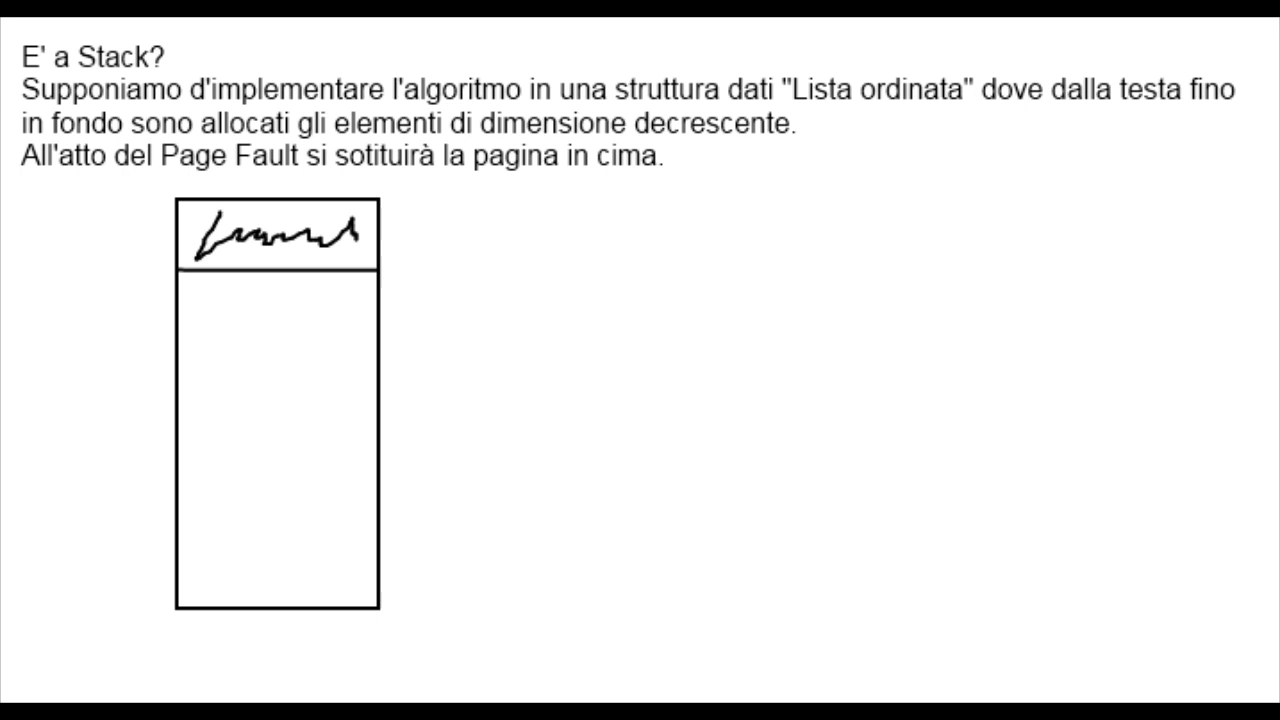 E' a Stack?
Supponiamo d'implementare l'algoritmo in una struttura dati "Lista ordinata" dove dalla testa fino
in fondo sono allocati gli elementi di dimensione decrescente.
All'atto del Page Fault si sotituirà la pagina in cima.